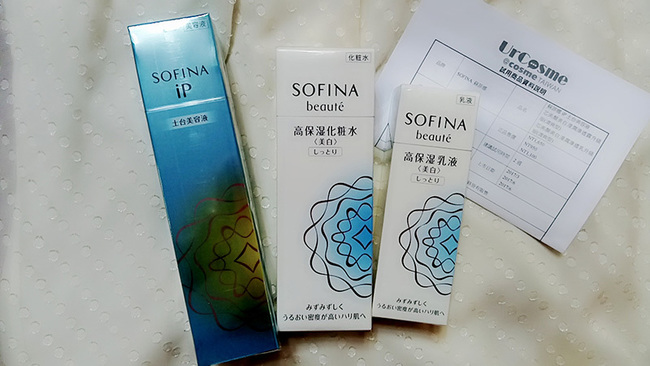 美容液
SOFINA
iP
土台美容液
化粧水
SOFINA
beauté
高保湿化粧水
〈美白〉
しっとり
みずみずしく
うるおい密度が高いハリ肌へ
乳液
SOFINA
beauté
高保湿乳液
〈美白〉
しっとり
みずみずしく
うるおい密度が高いハリ肌へ
UrCosme
@cosme TAIWAN
試用商品資料說明